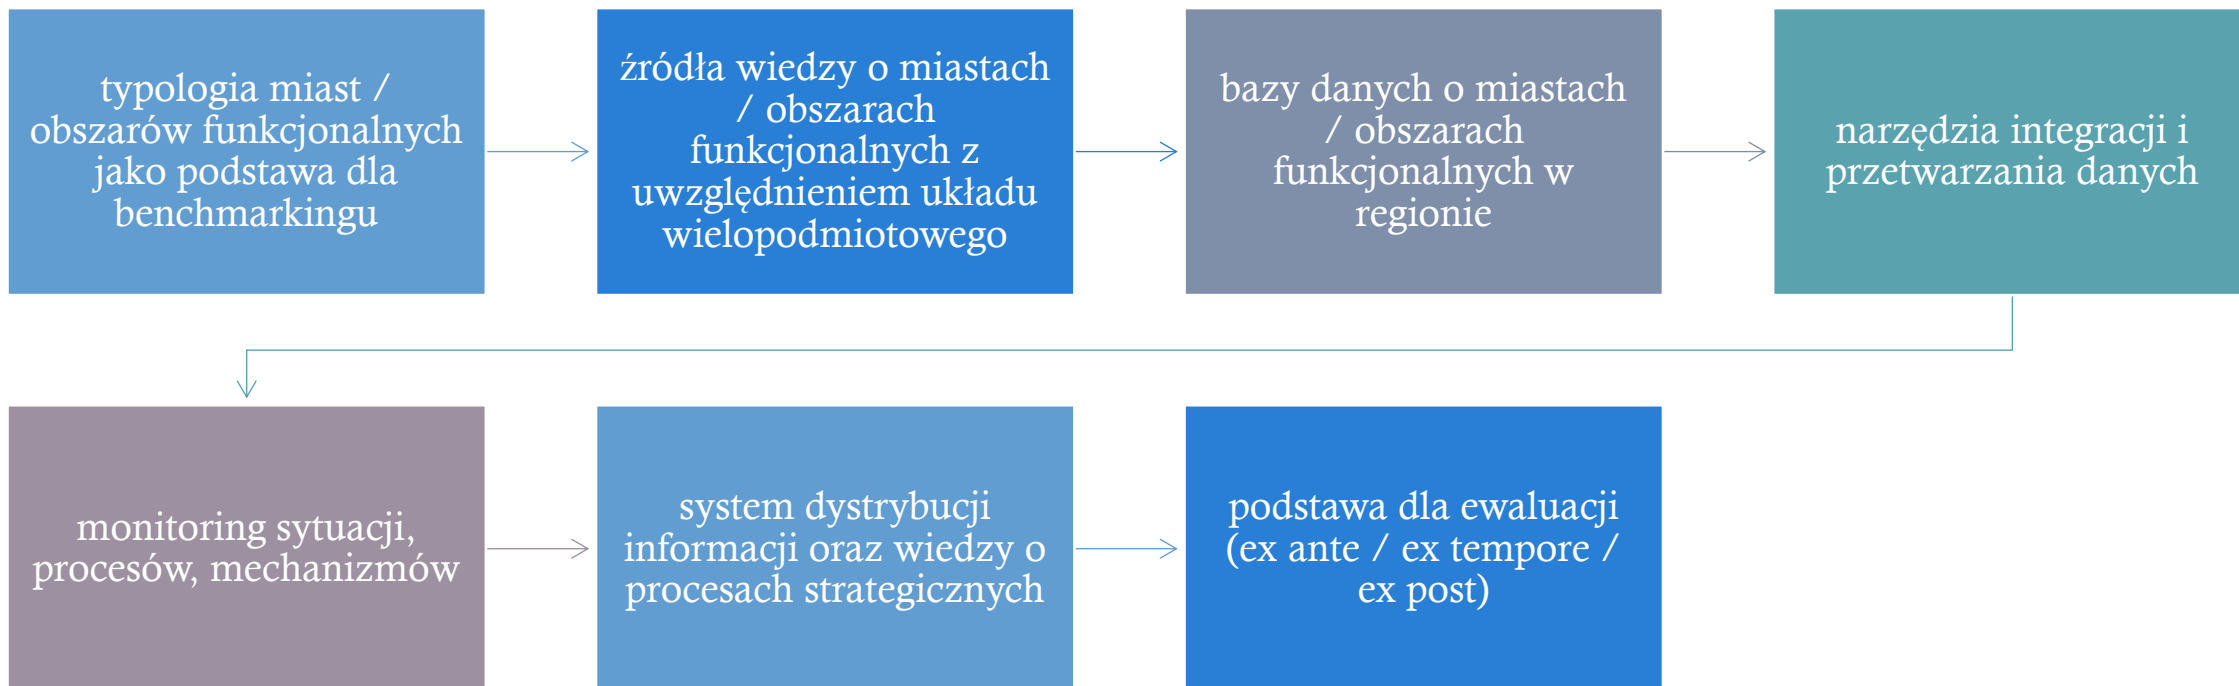 typologia miast /
obszarów funkcjonalnych
jako podstawa dla
benchmarkingu
źródła wiedzy o miastach
/ obszarach
funkcjonalnych z
uwzględnieniem układu
wielopodmiotowego
bazy danych o miastach
/ obszarach
funkcjonalnych w
regionie
narzędzia integracji i
przetwarzania danych
monitoring sytuacji,
procesów, mechanizmów
system dystrybucji
informacji oraz wiedzy o
procesach strategicznych
podstawa dla ewaluacji
(ex ante / ex tempore /
ex post)